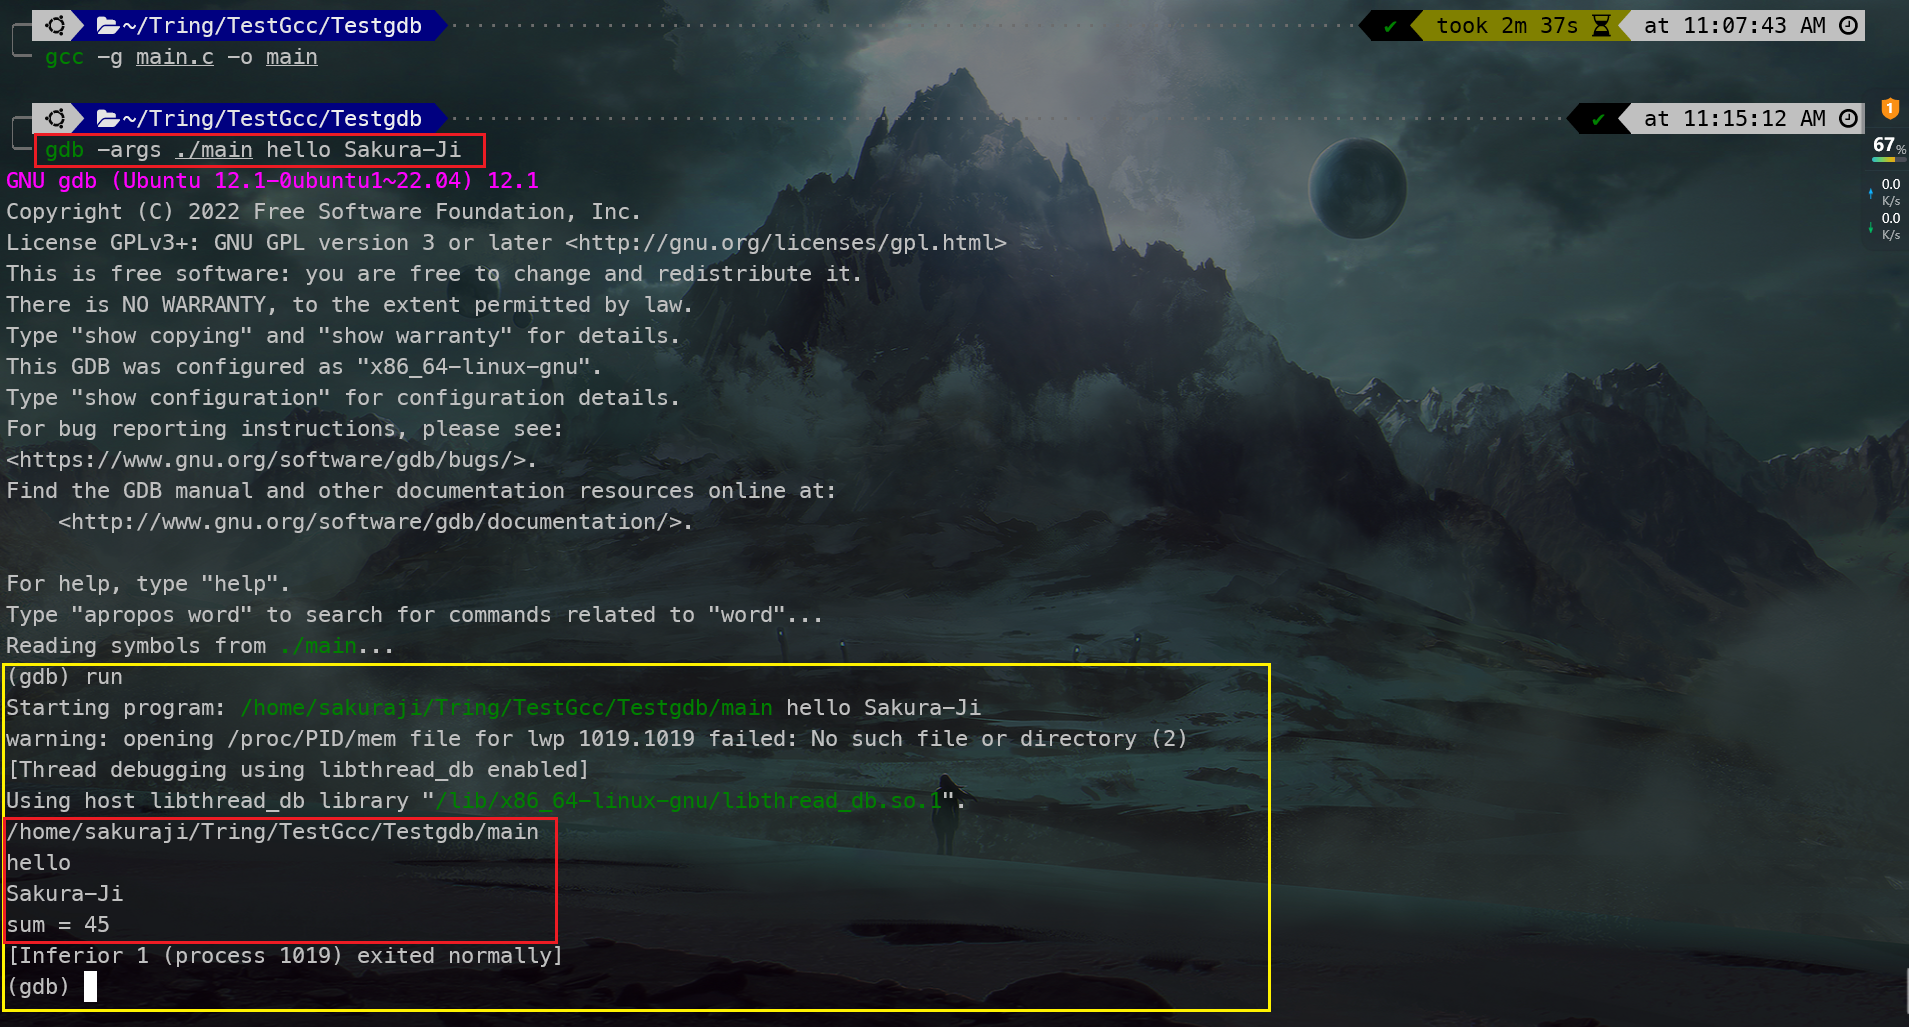 ~/Tring/TestGcc/Testgdb took 2m 37s at 11:07:43 AM
gcc -g main.c -o main
~/Tring/TestGcc/Testgdb at 11:15:12 AM
gdb -args ./main hello Sakura-Ji
GNU gdb (Ubuntu 12.1-0ubuntu1~22.04) 12.1
Copyright (C) 2022 Free Software Foundation, Inc.
License GPLv3+: GNU GPL version 3 or later <http://gnu.org/licenses/gpl.html>
This is free software: you are free to change and redistribute it.
There is NO WARRANTY, to the extent permitted by law.
Type "show copying" and "show warranty" for details.
This GDB was configured as "x86_64-linux-gnu".
Type "show configuration" for configuration details.
For bug reporting instructions, please see:
<https://www.gnu.org/software/gdb/bugs/>.
Find the GDB manual and other documentation resources online at:
    <http://www.gnu.org/software/gdb/documentation/>.
For help, type "help".
Type "apropos word" to search for commands related to "word"...
Reading symbols from ./main...
(gdb) run
Starting program: /home/sakuraji/Tring/TestGcc/Testgdb/main hello Sakura-Ji
warning: opening /proc/PID/mem file for lwp 1019.1019 failed: No such file or directory (2)
[Thread debugging using libthread_db enabled]
Using host libthread_db library "/lib/x86_64-linux-gnu/libthread_db.so.1".
/home/sakuraji/Tring/TestGcc/Testgdb/main
hello
Sakura-Ji
sum = 45
[Inferior 1 (process 1019) exited normally]
(gdb)
1
67%
0.0
K/s
0.0
K/s